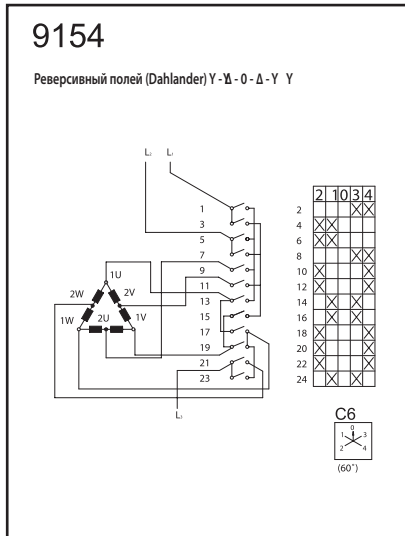 9154
Реверсивный полей (Dahlander) Y - Y∆ - 0 - ∆ - Y Y
L₂ L₁
1
3
5
7
9
11
13
15
17
19
21
23
1U
2W 2V
1W 2U 1V
L₃
2 1 0 3 4
2 X X
4 X X
6 X X
8 X X
10 X X
12 X X
14 X X
16 X X
18 X X
20 X X
22 X X
24 X X
C6
0
1 3
2 4
(60˚)